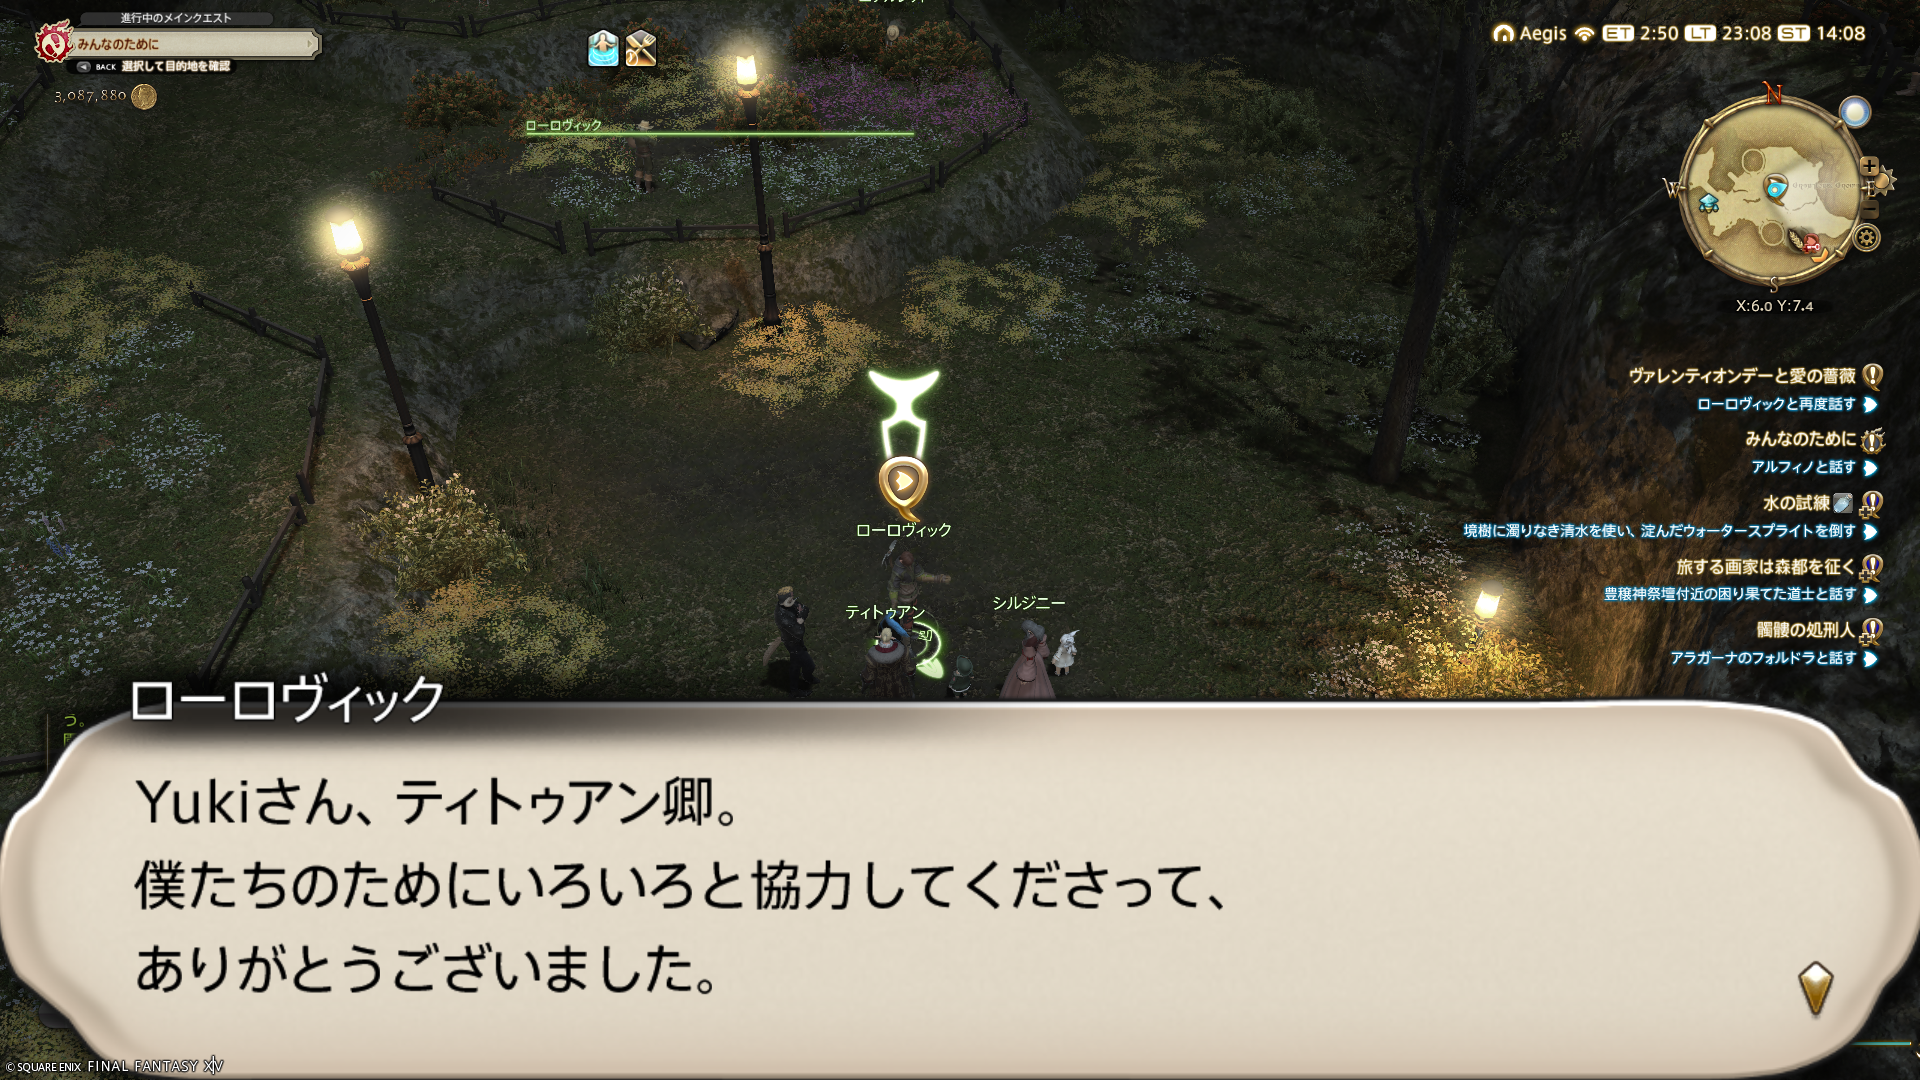 進行中のメインクエスト
みんなのために
BACK 選択して目的地を確認
3,087,880
Aegis ET 2:50 LT 23:08 ST 14:08
N
W
E
S
X:6.0 Y:7.4
ローロヴィック
ヴァレンティオンデーと愛の薔薇
ローロヴィックと再度話す
みんなのために
アルフィノと話す
水の試練
境樹に濁りなき清水を使い、淀んだウォータースプライトを倒す
旅する画家は森都を征く
豊穣神祭壇付近の困り果てた道士と話す
髑髏の処刑人
アラガーナのフォルドラと話す
ローロヴィック
ティトゥアン
シルジニー
う。
ローロヴィック
Yukiさん、ティトゥアン卿。
僕たちのためにいろいろと協力してくださって、
ありがとうございました。
© SQUARE ENIX FINAL FANTASY XIV